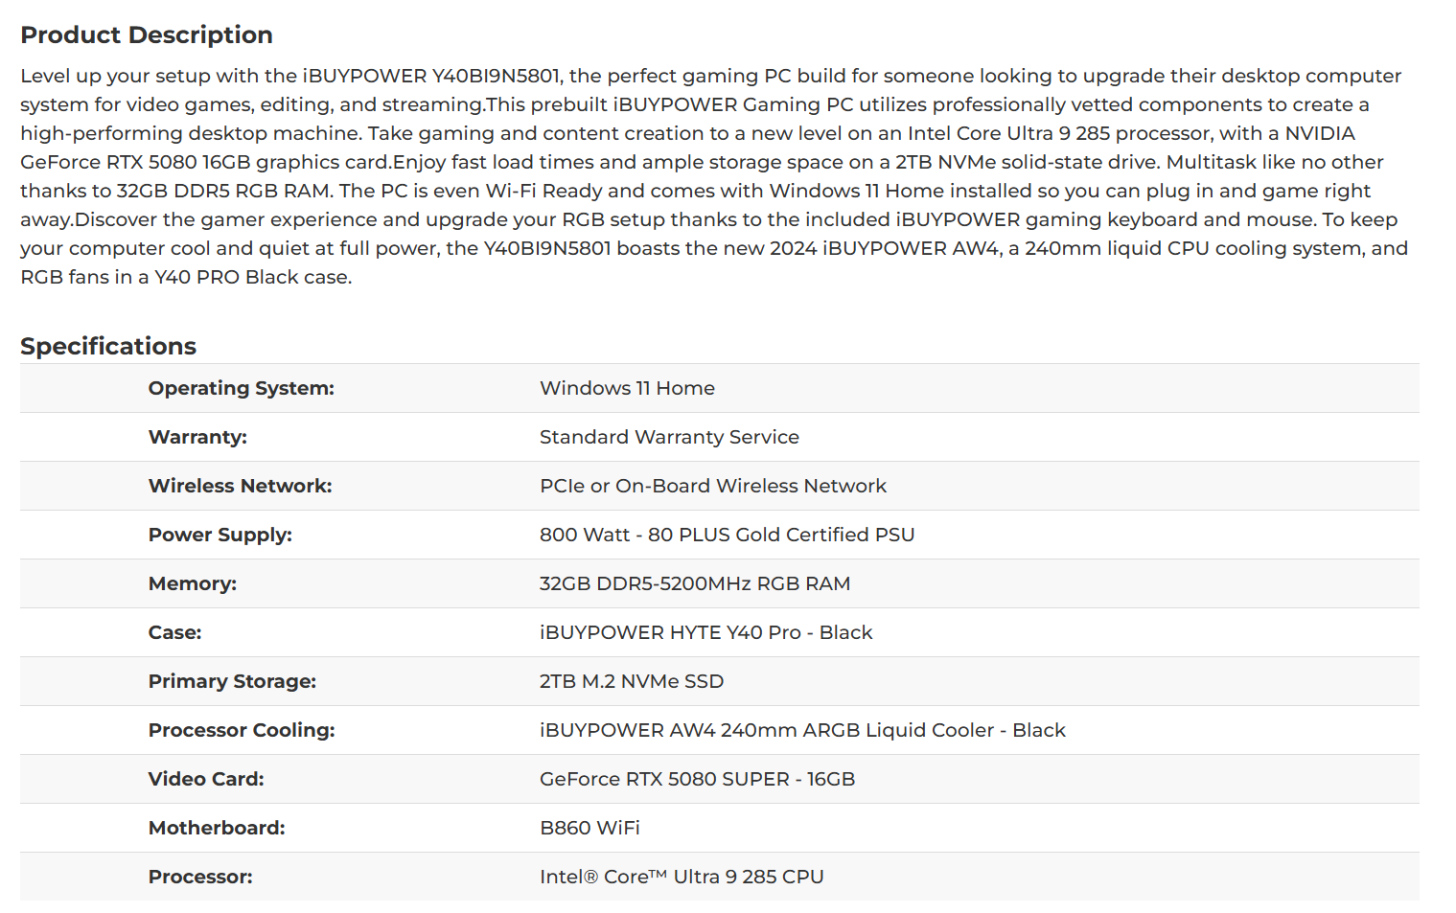 Product Description
Level up your setup with the iBUYPOWER Y40BI9N5801, the perfect gaming PC build for someone looking to upgrade their desktop computer
system for video games, editing, and streaming.This prebuilt iBUYPOWER Gaming PC utilizes professionally vetted components to create a
high-performing desktop machine. Take gaming and content creation to a new level on an Intel Core Ultra 9 285 processor, with a NVIDIA
GeForce RTX 5080 16GB graphics card.Enjoy fast load times and ample storage space on a 2TB NVMe solid-state drive. Multitask like no other
thanks to 32GB DDR5 RGB RAM. The PC is even Wi-Fi Ready and comes with Windows 11 Home installed so you can plug in and game right
away.Discover the gamer experience and upgrade your RGB setup thanks to the included iBUYPOWER gaming keyboard and mouse. To keep
your computer cool and quiet at full power, the Y40BI9N5801 boasts the new 2024 iBUYPOWER AW4, a 240mm liquid CPU cooling system, and
RGB fans in a Y40 PRO Black case.
Specifications
Operating System: Windows 11 Home
Warranty: Standard Warranty Service
Wireless Network: PCIe or On-Board Wireless Network
Power Supply: 800 Watt - 80 PLUS Gold Certified PSU
Memory: 32GB DDR5-5200MHz RGB RAM
Case: iBUYPOWER HYTE Y40 Pro - Black
Primary Storage: 2TB M.2 NVMe SSD
Processor Cooling: iBUYPOWER AW4 240mm ARGB Liquid Cooler - Black
Video Card: GeForce RTX 5080 SUPER - 16GB
Motherboard: B860 WiFi
Processor: Intel® Core™ Ultra 9 285 CPU